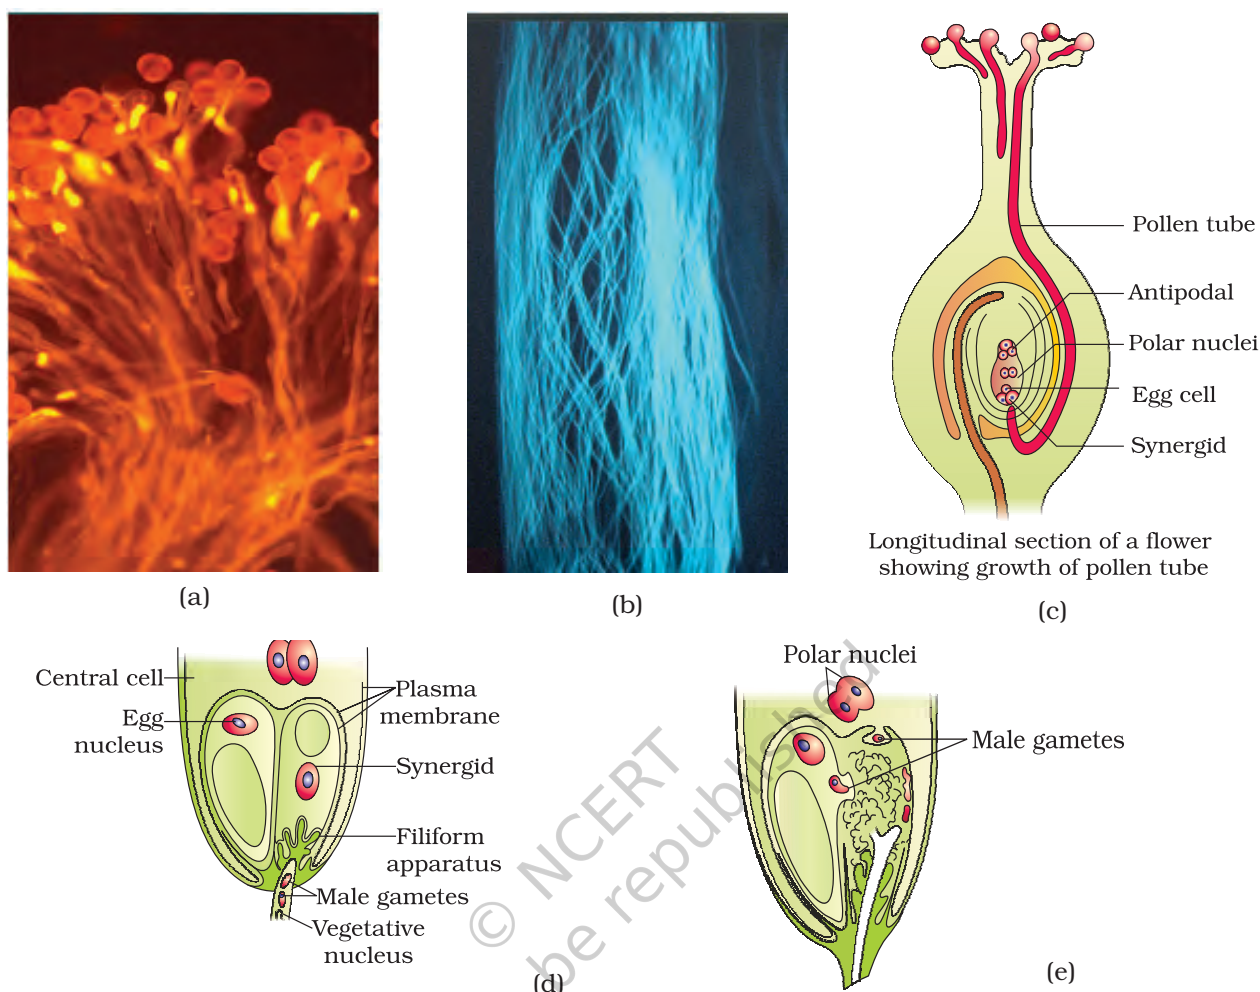 Pollen tube
Antipodal
Polar nuclei
Egg cell
Synergid
Longitudinal section of a flower
showing growth of pollen tube
(a)
(b)
(c)
Central cell
Egg
nucleus
Plasma
membrane
Synergid
Filiform
apparatus
Male gametes
Vegetative
nucleus
(d)
Polar nuclei
Male gametes
(e)
© NCERT
be republished